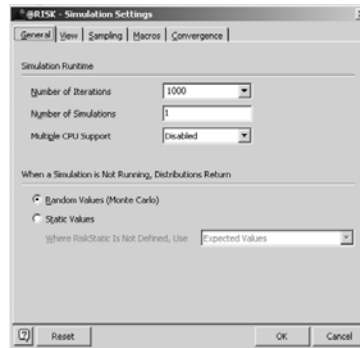 @RISK - Simulation Settings
General View Sampling Macros Convergence
Simulation Runtime
Number of Iterations 1000
Number of Simulations 1
Multiple CPU Support Disabled
When a Simulation is Not Running, Distributions Return
Random Values (Monte Carlo)
Static Values
Where RiskStatic Is Not Defined, Use Expected Values
? Reset OK Cancel